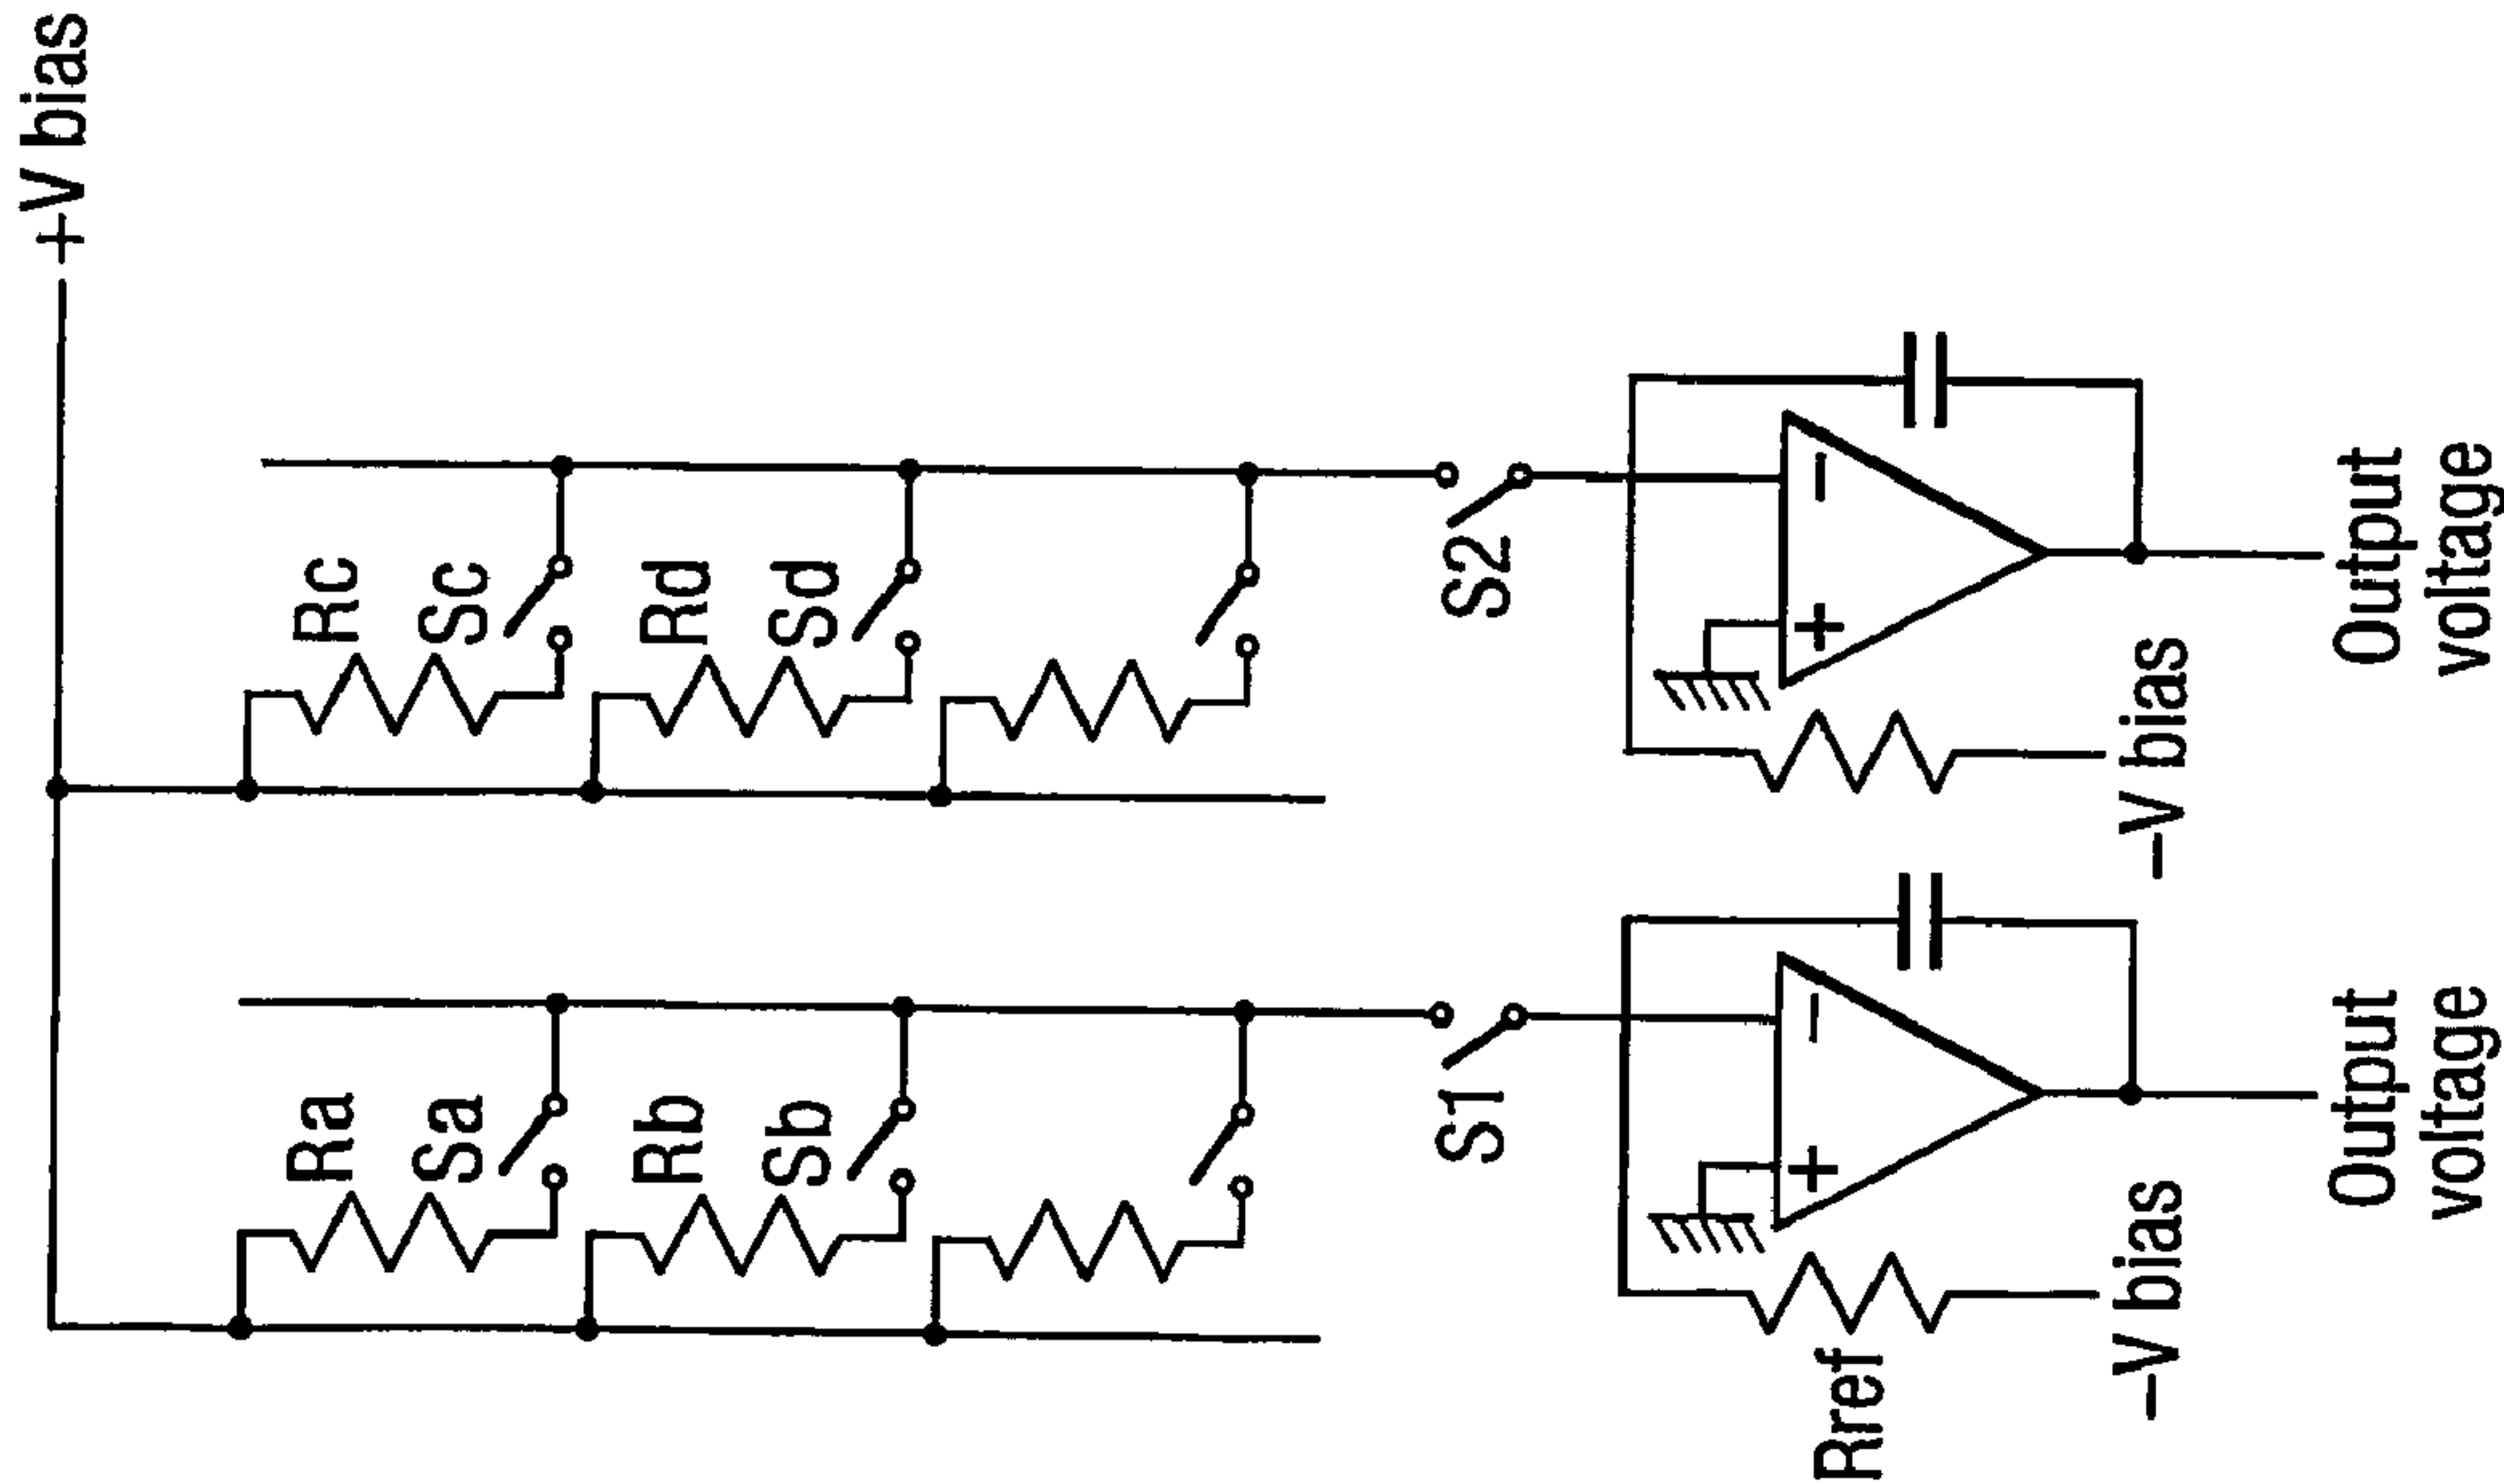 +V bias
Ra
Rc
Sa
Sc
Rb
Rd
Sb
Sd
S1
S2
+ −
+ −
Rref
−V bias
−V bias
Output
voltage
Output
voltage